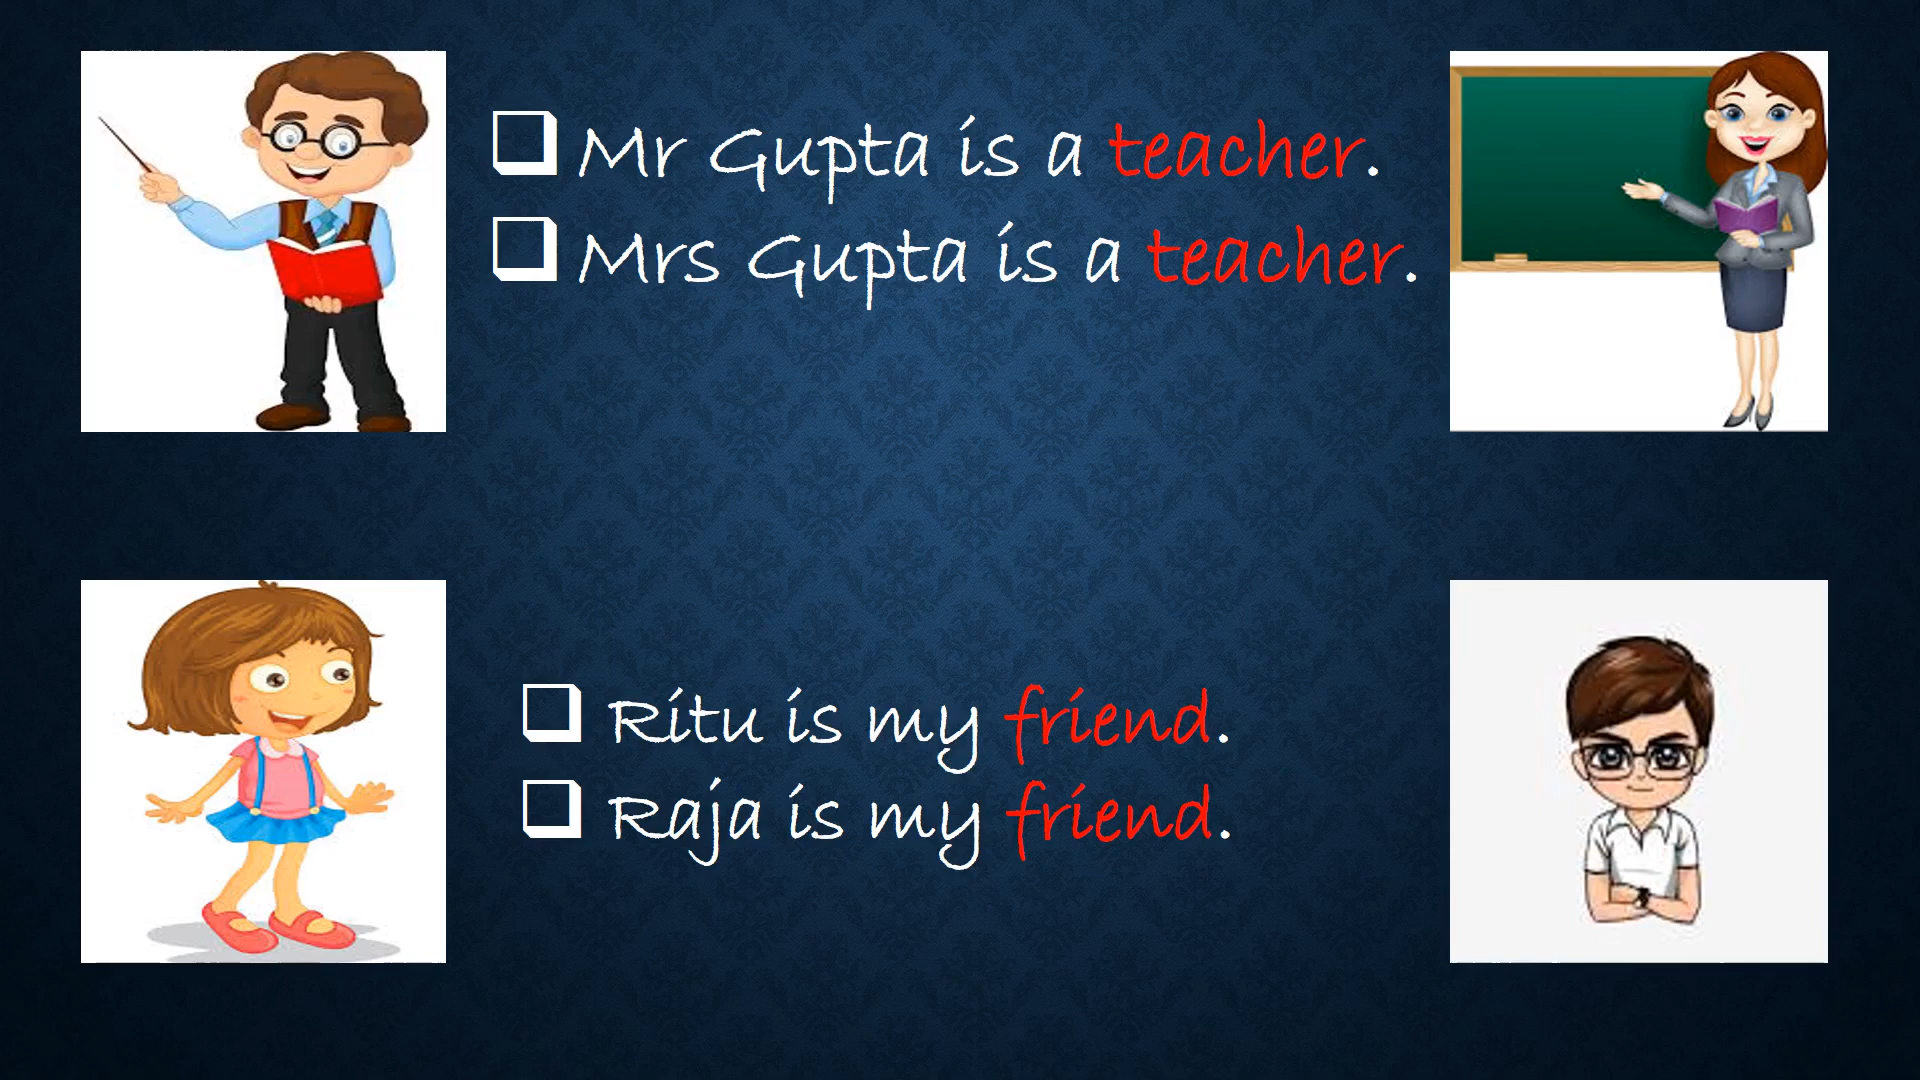 Mr Gupta is a teacher.
Mrs Gupta is a teacher.
Ritu is my friend.
Raja is my friend.